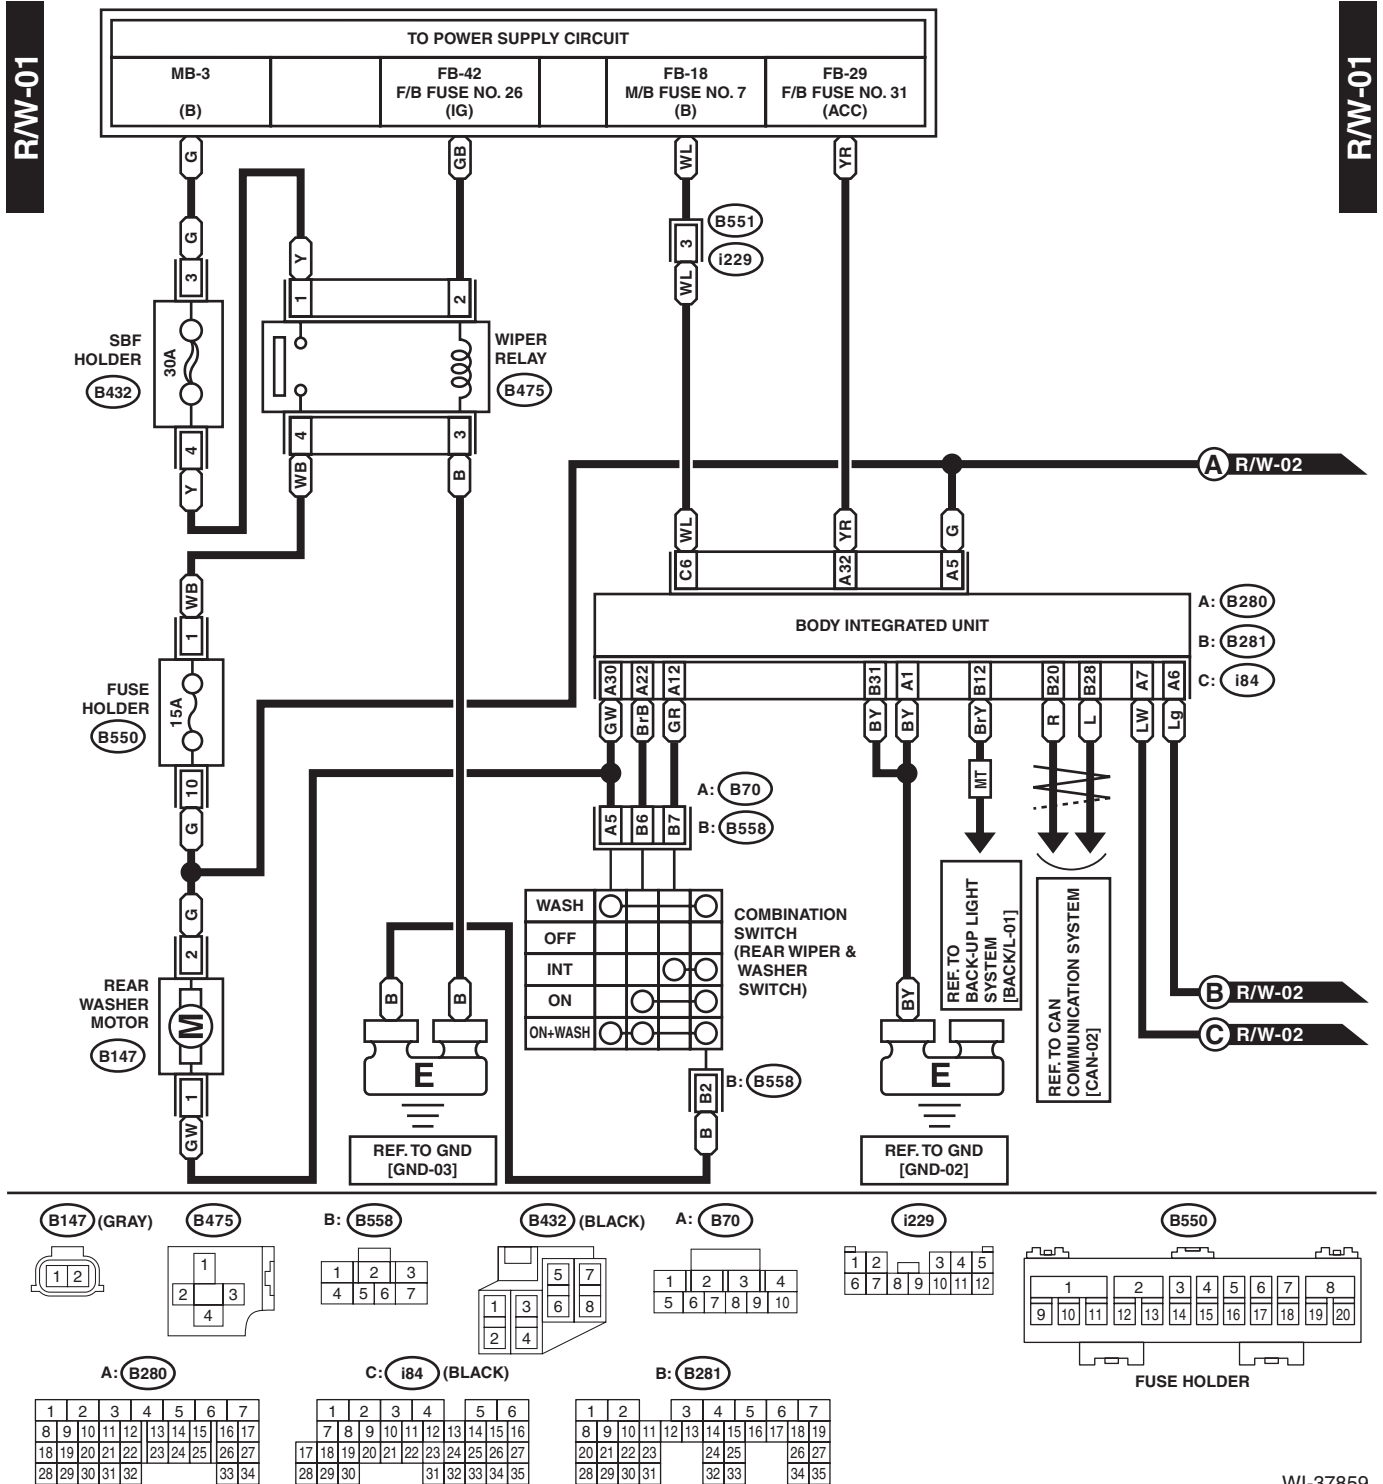 R/W-01
R/W-01
TO POWER SUPPLY CIRCUIT
MB-3
(B)
FB-42
F/B FUSE NO. 26
(IG)
FB-18
M/B FUSE NO. 7
(B)
FB-29
F/B FUSE NO. 31
(ACC)
G
GB
WL
YR
G
Y
3
1
2
B551
3
i229
WL
SBF
HOLDER
B432
30A
WIPER
RELAY
B475
4
4
3
Y
WB
B
A R/W-02
WL
YR
G
C6
A32
A5
WB
1
BODY INTEGRATED UNIT
A: B280
B: B281
C: i84
A30
A22
A12
B31
A1
B12
B20
B28
A7
A6
GW
BrB
GR
BY
BY
BrY
R
L
LW
Lg
FUSE
HOLDER
B550
15A
10
G
MT
A: B70
B: B558
A5
B6
B7
G
2
WASH
OFF
INT
ON
ON+WASH
COMBINATION
SWITCH
(REAR WIPER &
WASHER
SWITCH)
REF. TO
BACK-UP LIGHT
SYSTEM
[BACK/L-01]
REF. TO CAN
COMMUNICATION SYSTEM
[CAN-02]
REAR
WASHER
MOTOR
B147
M
1
GW
B
B
BY
B R/W-02
C R/W-02
E
E
B2
B: B558
B
REF. TO GND
[GND-03]
REF. TO GND
[GND-02]
B147 (GRAY)
1 2
B475
1
2 3
4
B: B558
1 2 3
4 5 6 7
B432 (BLACK)
5 7
1 3 6 8
2 4
A: B70
1 2 3 4
5 6 7 8 9 10
i229
1 2 3 4 5
6 7 8 9 10 11 12
B550
1 2 3 4 5 6 7 8
9 10 11 12 13 14 15 16 17 18 19 20
FUSE HOLDER
A: B280
1 2 3 4 5 6 7
8 9 10 11 12 13 14 15 16 17
18 19 20 21 22 23 24 25 26 27
28 29 30 31 32 33 34
C: i84 (BLACK)
1 2 3 4 5 6
7 8 9 10 11 12 13 14 15 16
17 18 19 20 21 22 23 24 25 26 27
28 29 30 31 32 33 34 35
B: B281
1 2 3 4 5 6 7
8 9 10 11 12 13 14 15 16 17 18 19
20 21 22 23 24 25 26 27
28 29 30 31 32 33 34 35
WI-37859